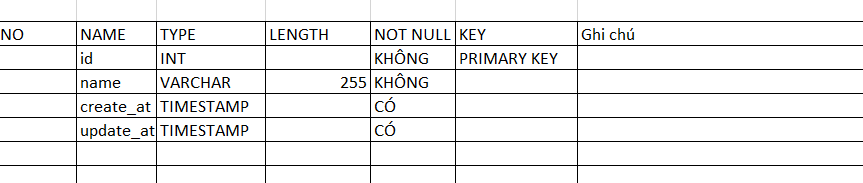 NO NAME TYPE LENGTH NOT NULL KEY Ghi chú
id INT KHÔNG PRIMARY KEY
name VARCHAR 255 KHÔNG
create_at TIMESTAMP CÓ
update_at TIMESTAMP CÓ